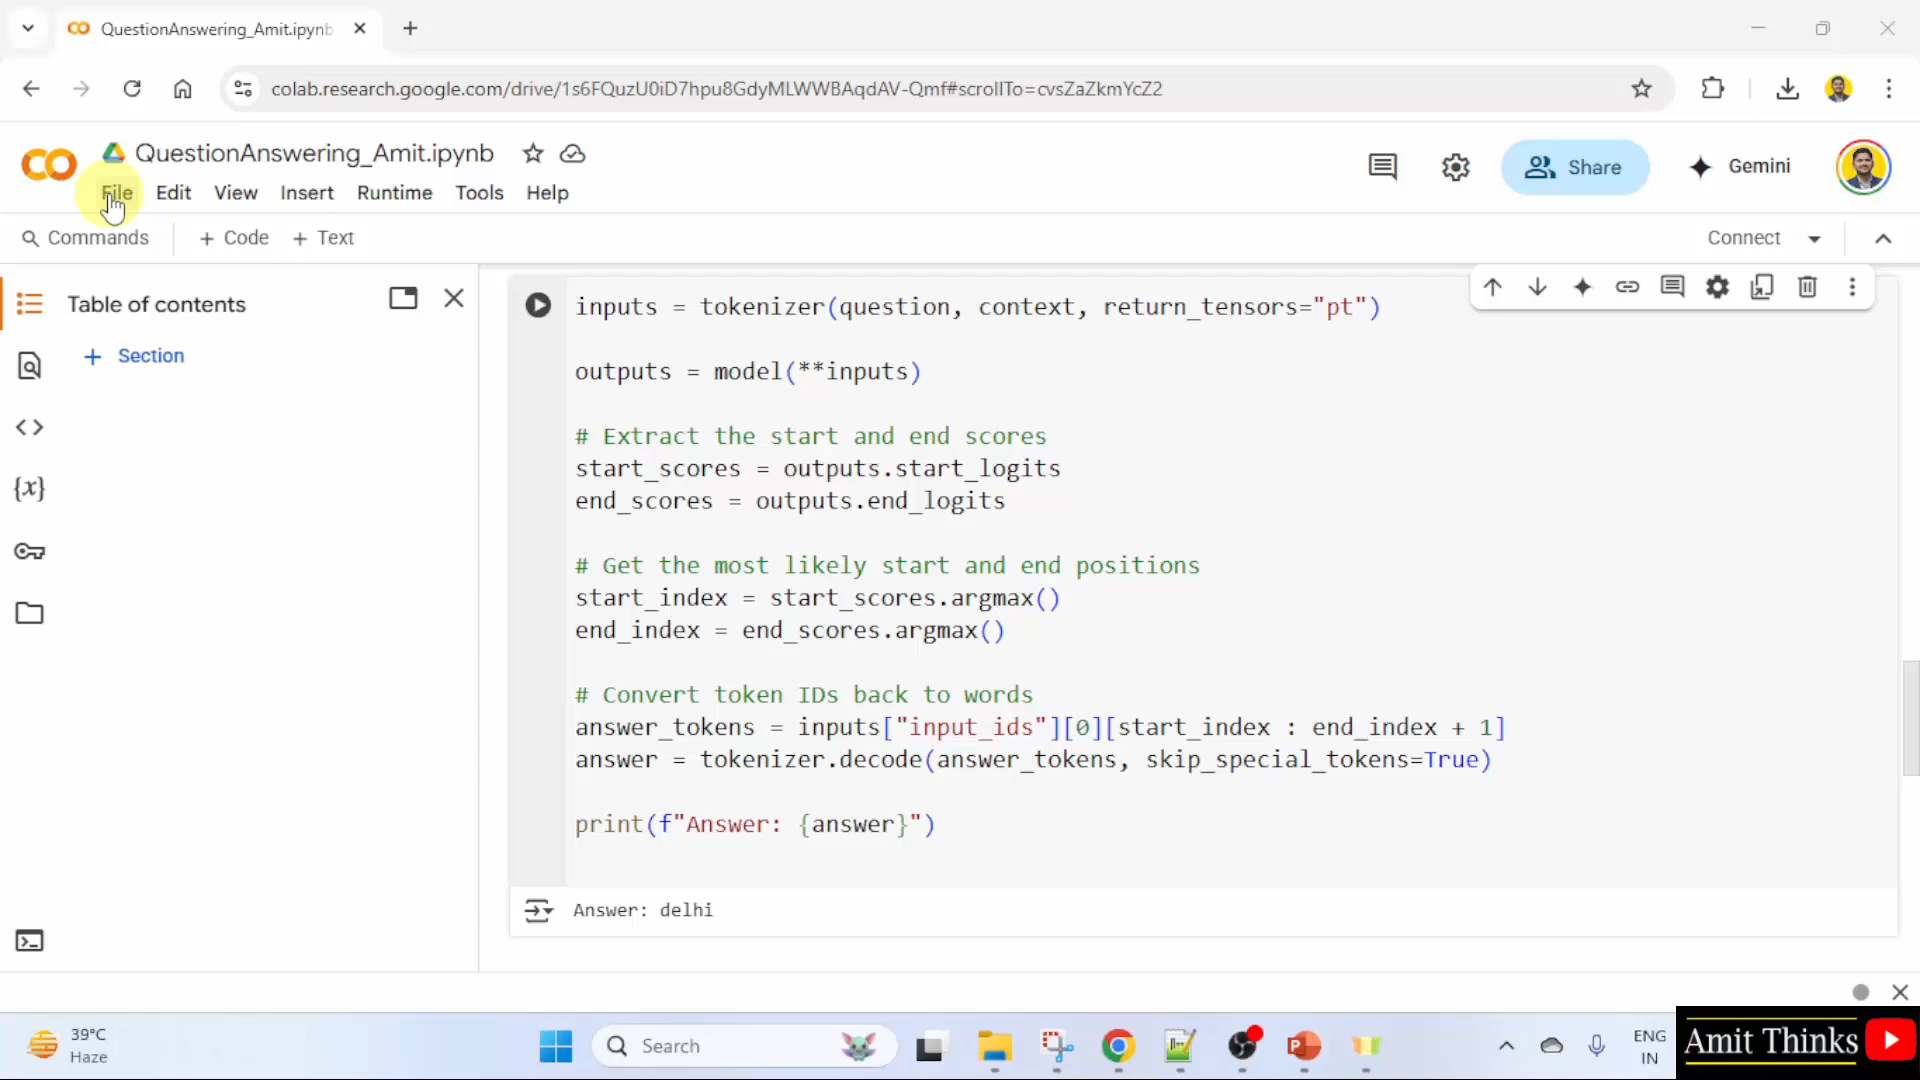 QuestionAnswering_Amit.ipynb
colab.research.google.com/drive/1s6FQuzU0iD7hpu8GdyMLWWBAqdAV-Qmf#scrollTo=cvsZaZkmYcZ2
QuestionAnswering_Amit.ipynb
File Edit View Insert Runtime Tools Help
Share
Gemini
Commands + Code + Text
Connect
Table of contents
+ Section
inputs = tokenizer(question, context, return_tensors="pt")
outputs = model(**inputs)
# Extract the start and end scores
start_scores = outputs.start_logits
end_scores = outputs.end_logits
# Get the most likely start and end positions
start_index = start_scores.argmax()
end_index = end_scores.argmax()
# Convert token IDs back to words
answer_tokens = inputs["input_ids"][0][start_index : end_index + 1]
answer = tokenizer.decode(answer_tokens, skip_special_tokens=True)
print(f"Answer: {answer}")
Answer: delhi
39°C
Haze
Search
ENG
IN
Amit Thinks